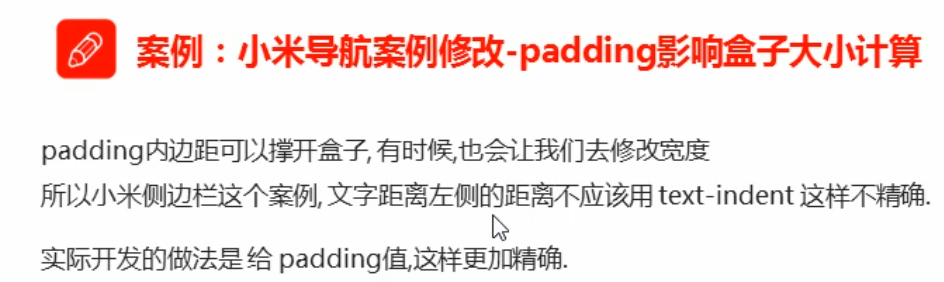 案例：小米导航案例修改-padding影响盒子大小计算
padding内边距可以撑开盒子, 有时候,也会让我们去修改宽度
所以小米侧边栏这个案例, 文字距离左侧的距离不应该用 text-indent 这样不精确.
实际开发的做法是 给 padding值,这样更加精确.